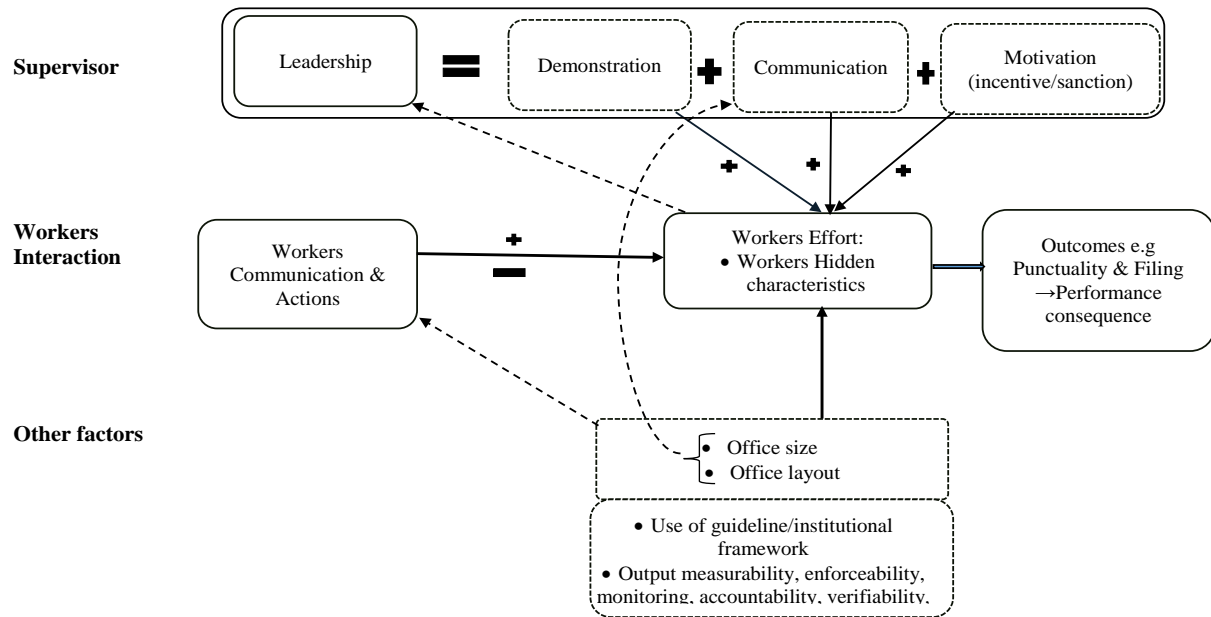 Supervisor
Leadership
Demonstration
Communication
Motivation
(incentive/sanction)
Workers
Interaction
Workers
Communication &
Actions
Workers Effort:
• Workers Hidden
characteristics
Outcomes e.g
Punctuality & Filing
→Performance
consequence
Other factors
• Office size
• Office layout
• Use of guideline/institutional
framework
• Output measurability, enforceability,
monitoring, accountability, verifiability,